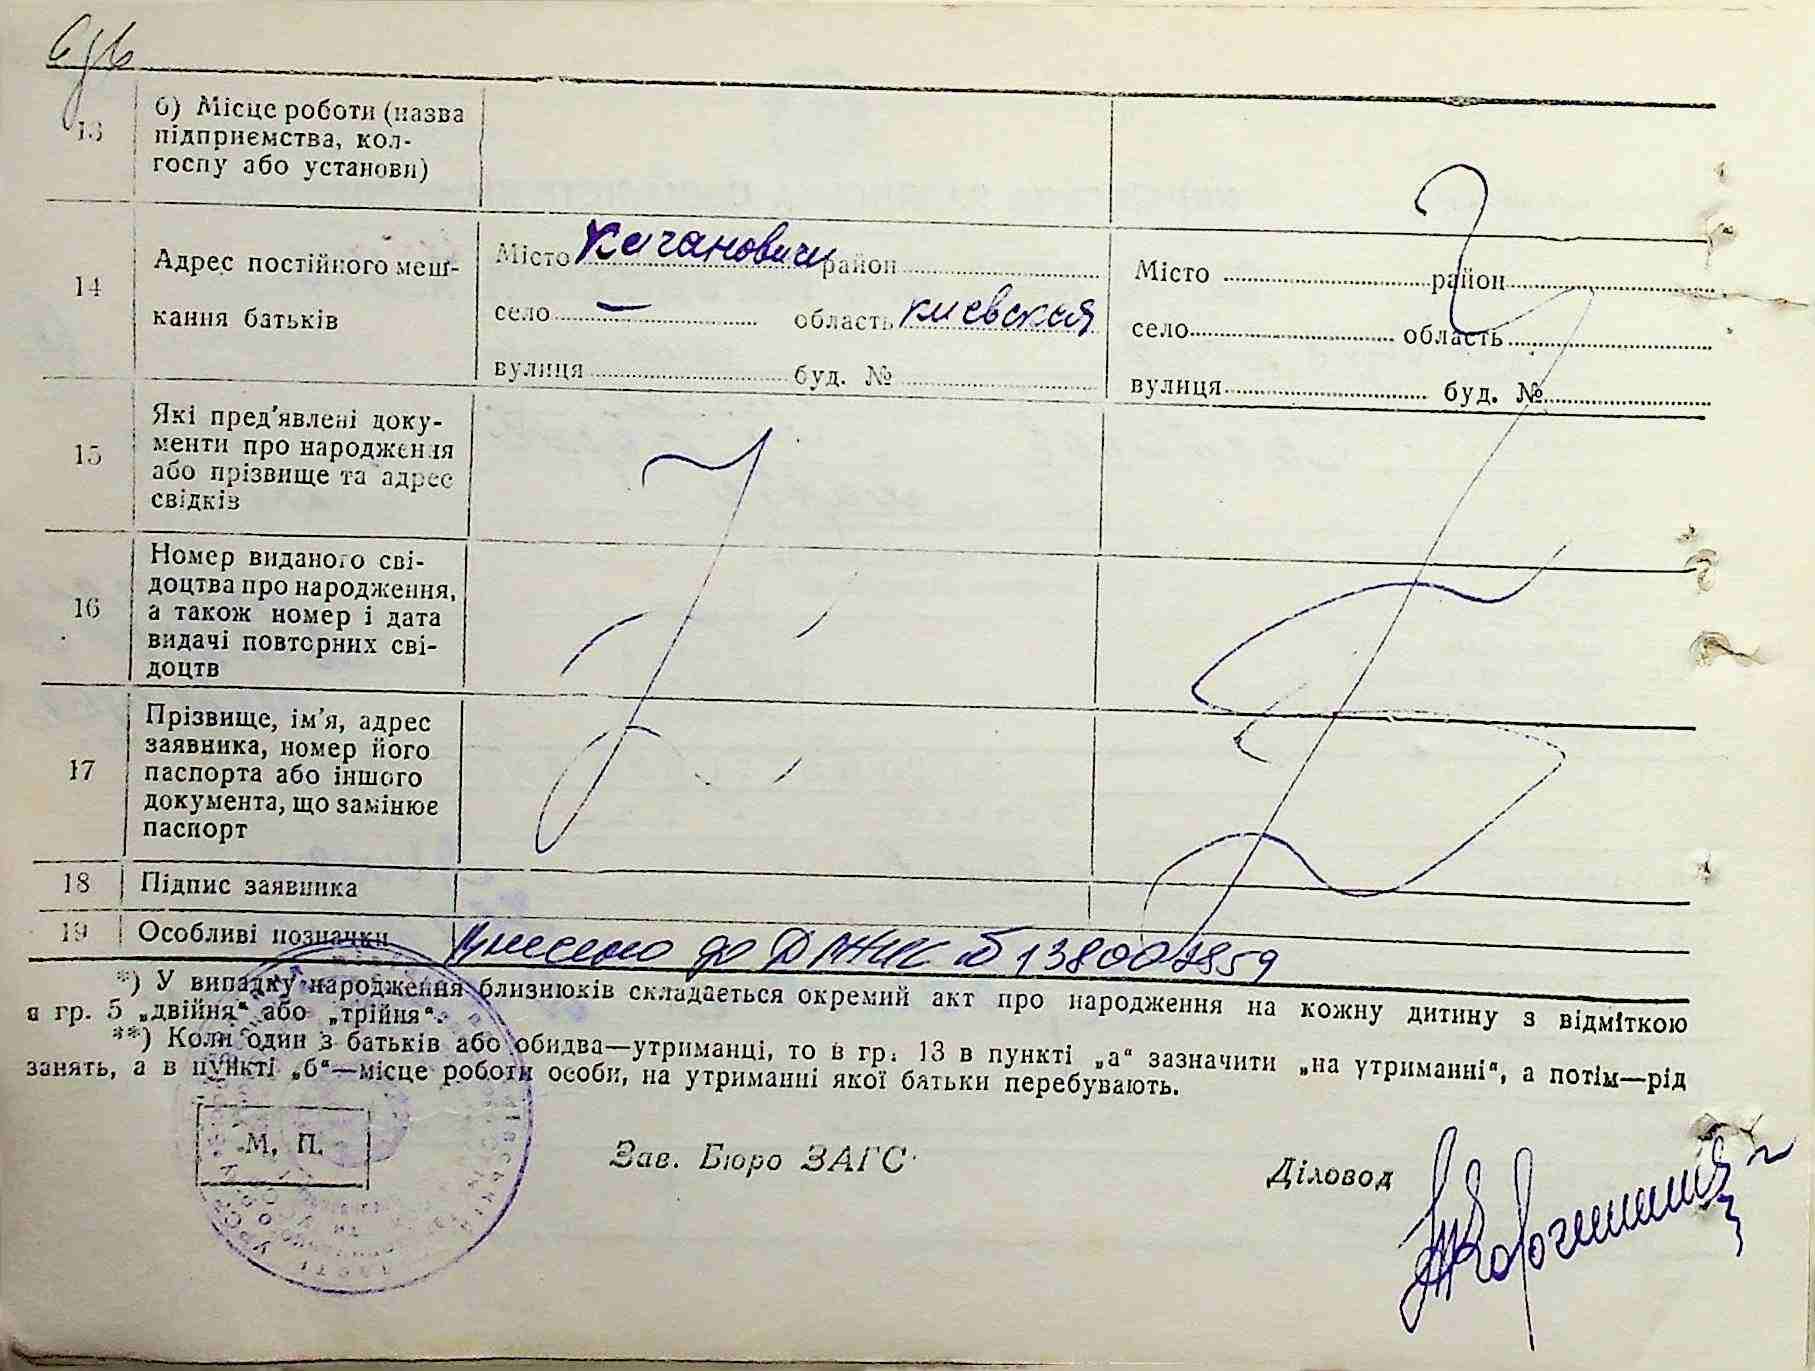 13
б) Місце роботи (назва
підприємства, кол-
госпу або установи)
14
Адрес постійного меш-
кання батьків
Місто Кагановичи район
село — область киевская
вулиця буд. №
Місто район
село область
вулиця буд. №
15
Які пред'явлені доку-
менти про народження
або прізвище та адрес
свідків
16
Номер виданого сві-
доцтва про народження,
а також номер і дата
видачі повторних сві-
доцтв
17
Прізвище, ім'я, адрес
заявника, номер його
паспорта або іншого
документа, що замінює
паспорт
18 Підпис заявника
19 Особливі позначки Внесено до
*) У випадку народження близнюків складається окремий акт про народження на кожну дитину з відміткою
в гр. 5 „двійня“ або „трійня“.
**) Коли один з батьків або обидва—утриманці, то в гр. 13 в пункті „а“ зазначити „на утриманні“, а потім—рід
занять, а в пункті „б“—місце роботи особи, на утриманні якої батьки перебувають.
М. П.
Зав. Бюро ЗАГС
Діловод